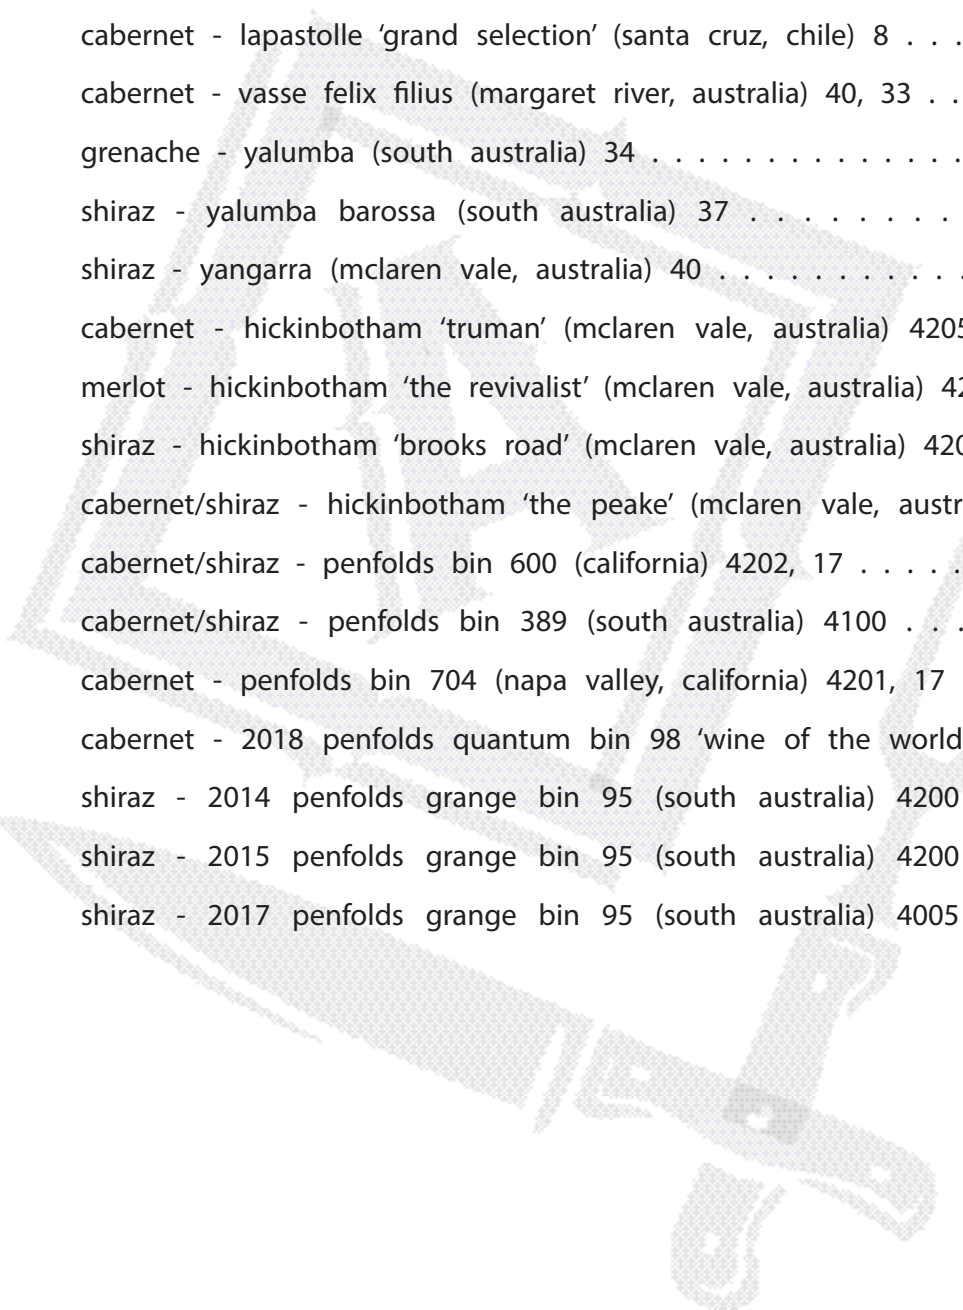 cabernet - lapastolle ‘grand selection’ (santa cruz, chile) 8 . . .
cabernet - vasse felix filius (margaret river, australia) 40, 33 . .
grenache - yalumba (south australia) 34 . . . . . . . . . . . . . .
shiraz - yalumba barossa (south australia) 37 . . . . . . . . .
shiraz - yangarra (mclaren vale, australia) 40 . . . . . . . . . . .
cabernet - hickinbotham ‘truman’ (mclaren vale, australia) 4205
merlot - hickinbotham ‘the revivalist’ (mclaren vale, australia) 42
shiraz - hickinbotham ‘brooks road’ (mclaren vale, australia) 420
cabernet/shiraz - hickinbotham ‘the peake’ (mclaren vale, austr
cabernet/shiraz - penfolds bin 600 (california) 4202, 17 . . . . .
cabernet/shiraz - penfolds bin 389 (south australia) 4100 . . .
cabernet - penfolds bin 704 (napa valley, california) 4201, 17
cabernet - 2018 penfolds quantum bin 98 ‘wine of the world
shiraz - 2014 penfolds grange bin 95 (south australia) 4200
shiraz - 2015 penfolds grange bin 95 (south australia) 4200
shiraz - 2017 penfolds grange bin 95 (south australia) 4005